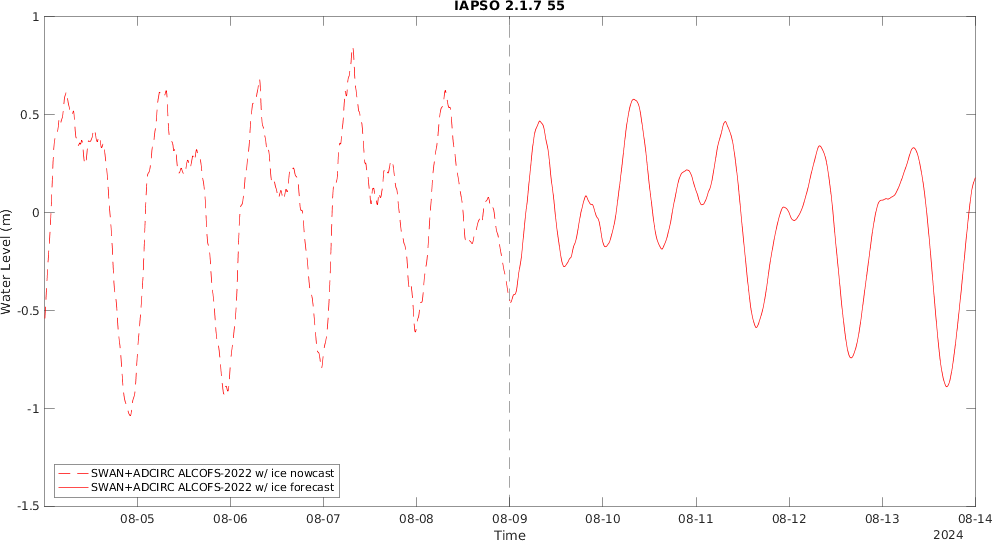 IAPSO 2.1.7 55
1
0.5
0
-0.5
-1
-1.5
Water Level (m)
SWAN+ADCIRC ALCOFS-2022 w/ ice nowcast
SWAN+ADCIRC ALCOFS-2022 w/ ice forecast
08-05 08-06 08-07 08-08 08-09 08-10 08-11 08-12 08-13 08-14
Time
2024